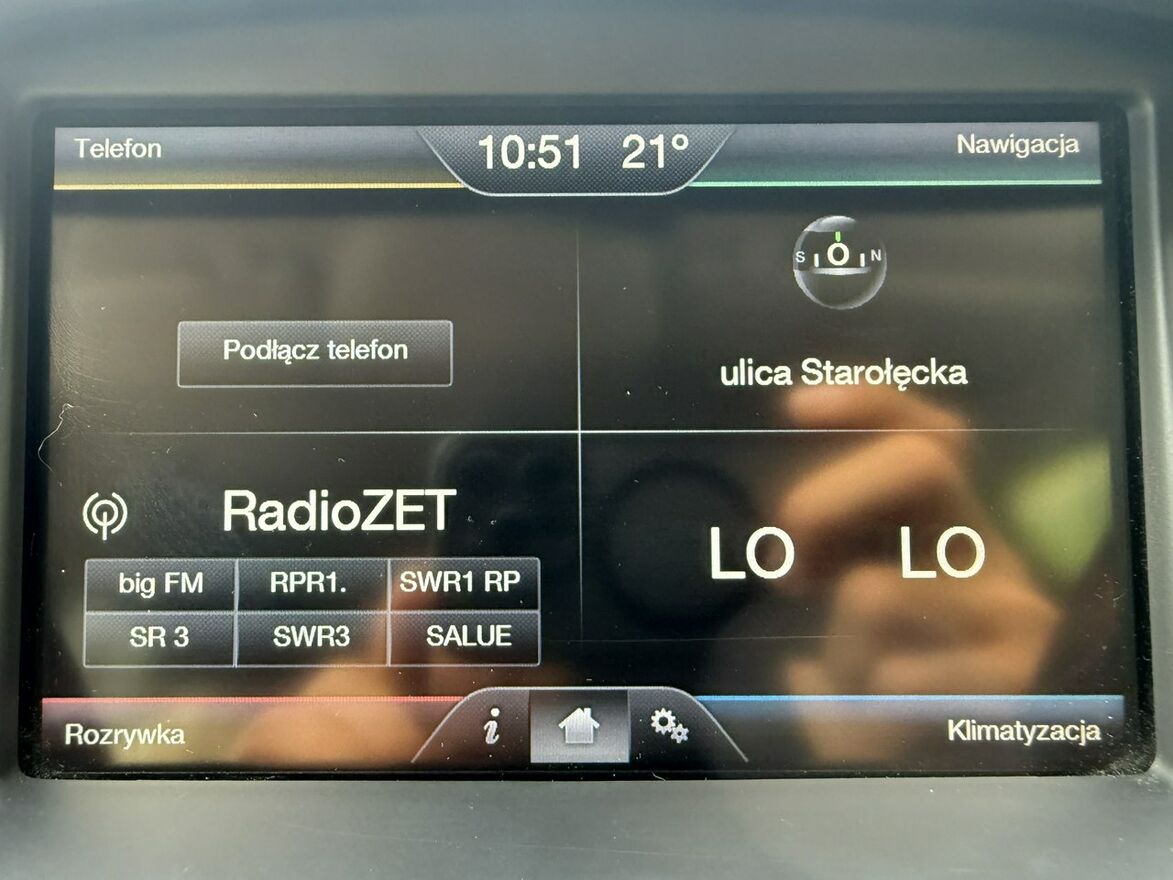 Telefon
10:51 21°
Nawigacja
S O N
Podłącz telefon
ulica Starołęcka
RadioZET
big FM RPR1. SWR1 RP
SR 3 SWR3 SALUE
LO LO
Rozrywka
i
Klimatyzacja